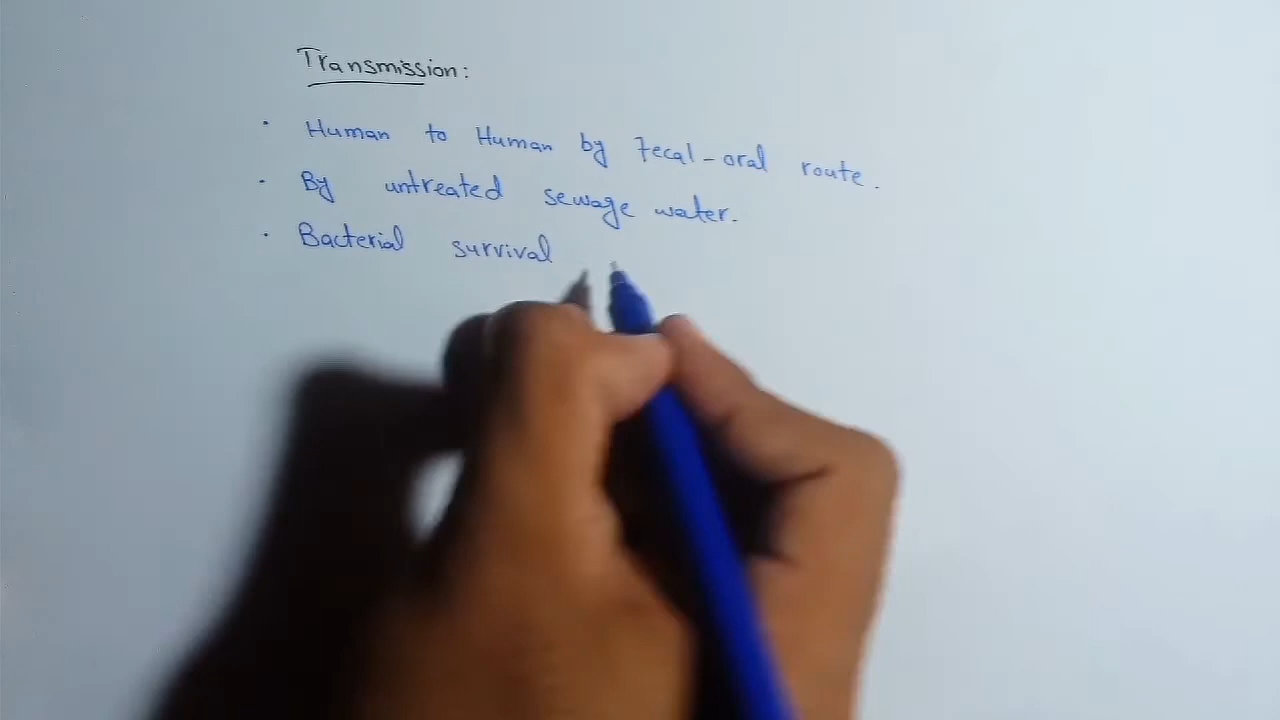 Transmission:
• Human to Human by Fecal-oral route.
• By untreated sewage water.
• Bacterial survival